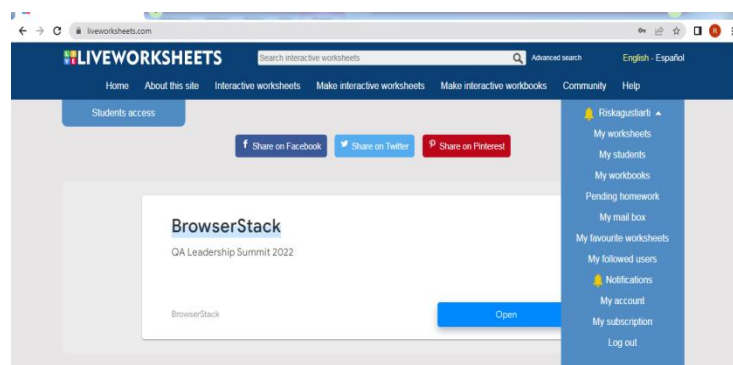 liveworksheets.com
LIVEWORKSHEETS
Search interactive worksheets
Advanced search
English - Español
Home About this site Interactive worksheets Make interactive worksheets Make interactive workbooks Community Help
Students access
Riskagustiarti
My worksheets
My students
My workbooks
Pending homework
My mail box
My favourite worksheets
My followed users
Notifications
My account
My subscription
Log out
f Share on Facebook
Share on Twitter
Share on Pinterest
BrowserStack
QA Leadership Summit 2022
BrowserStack
Open